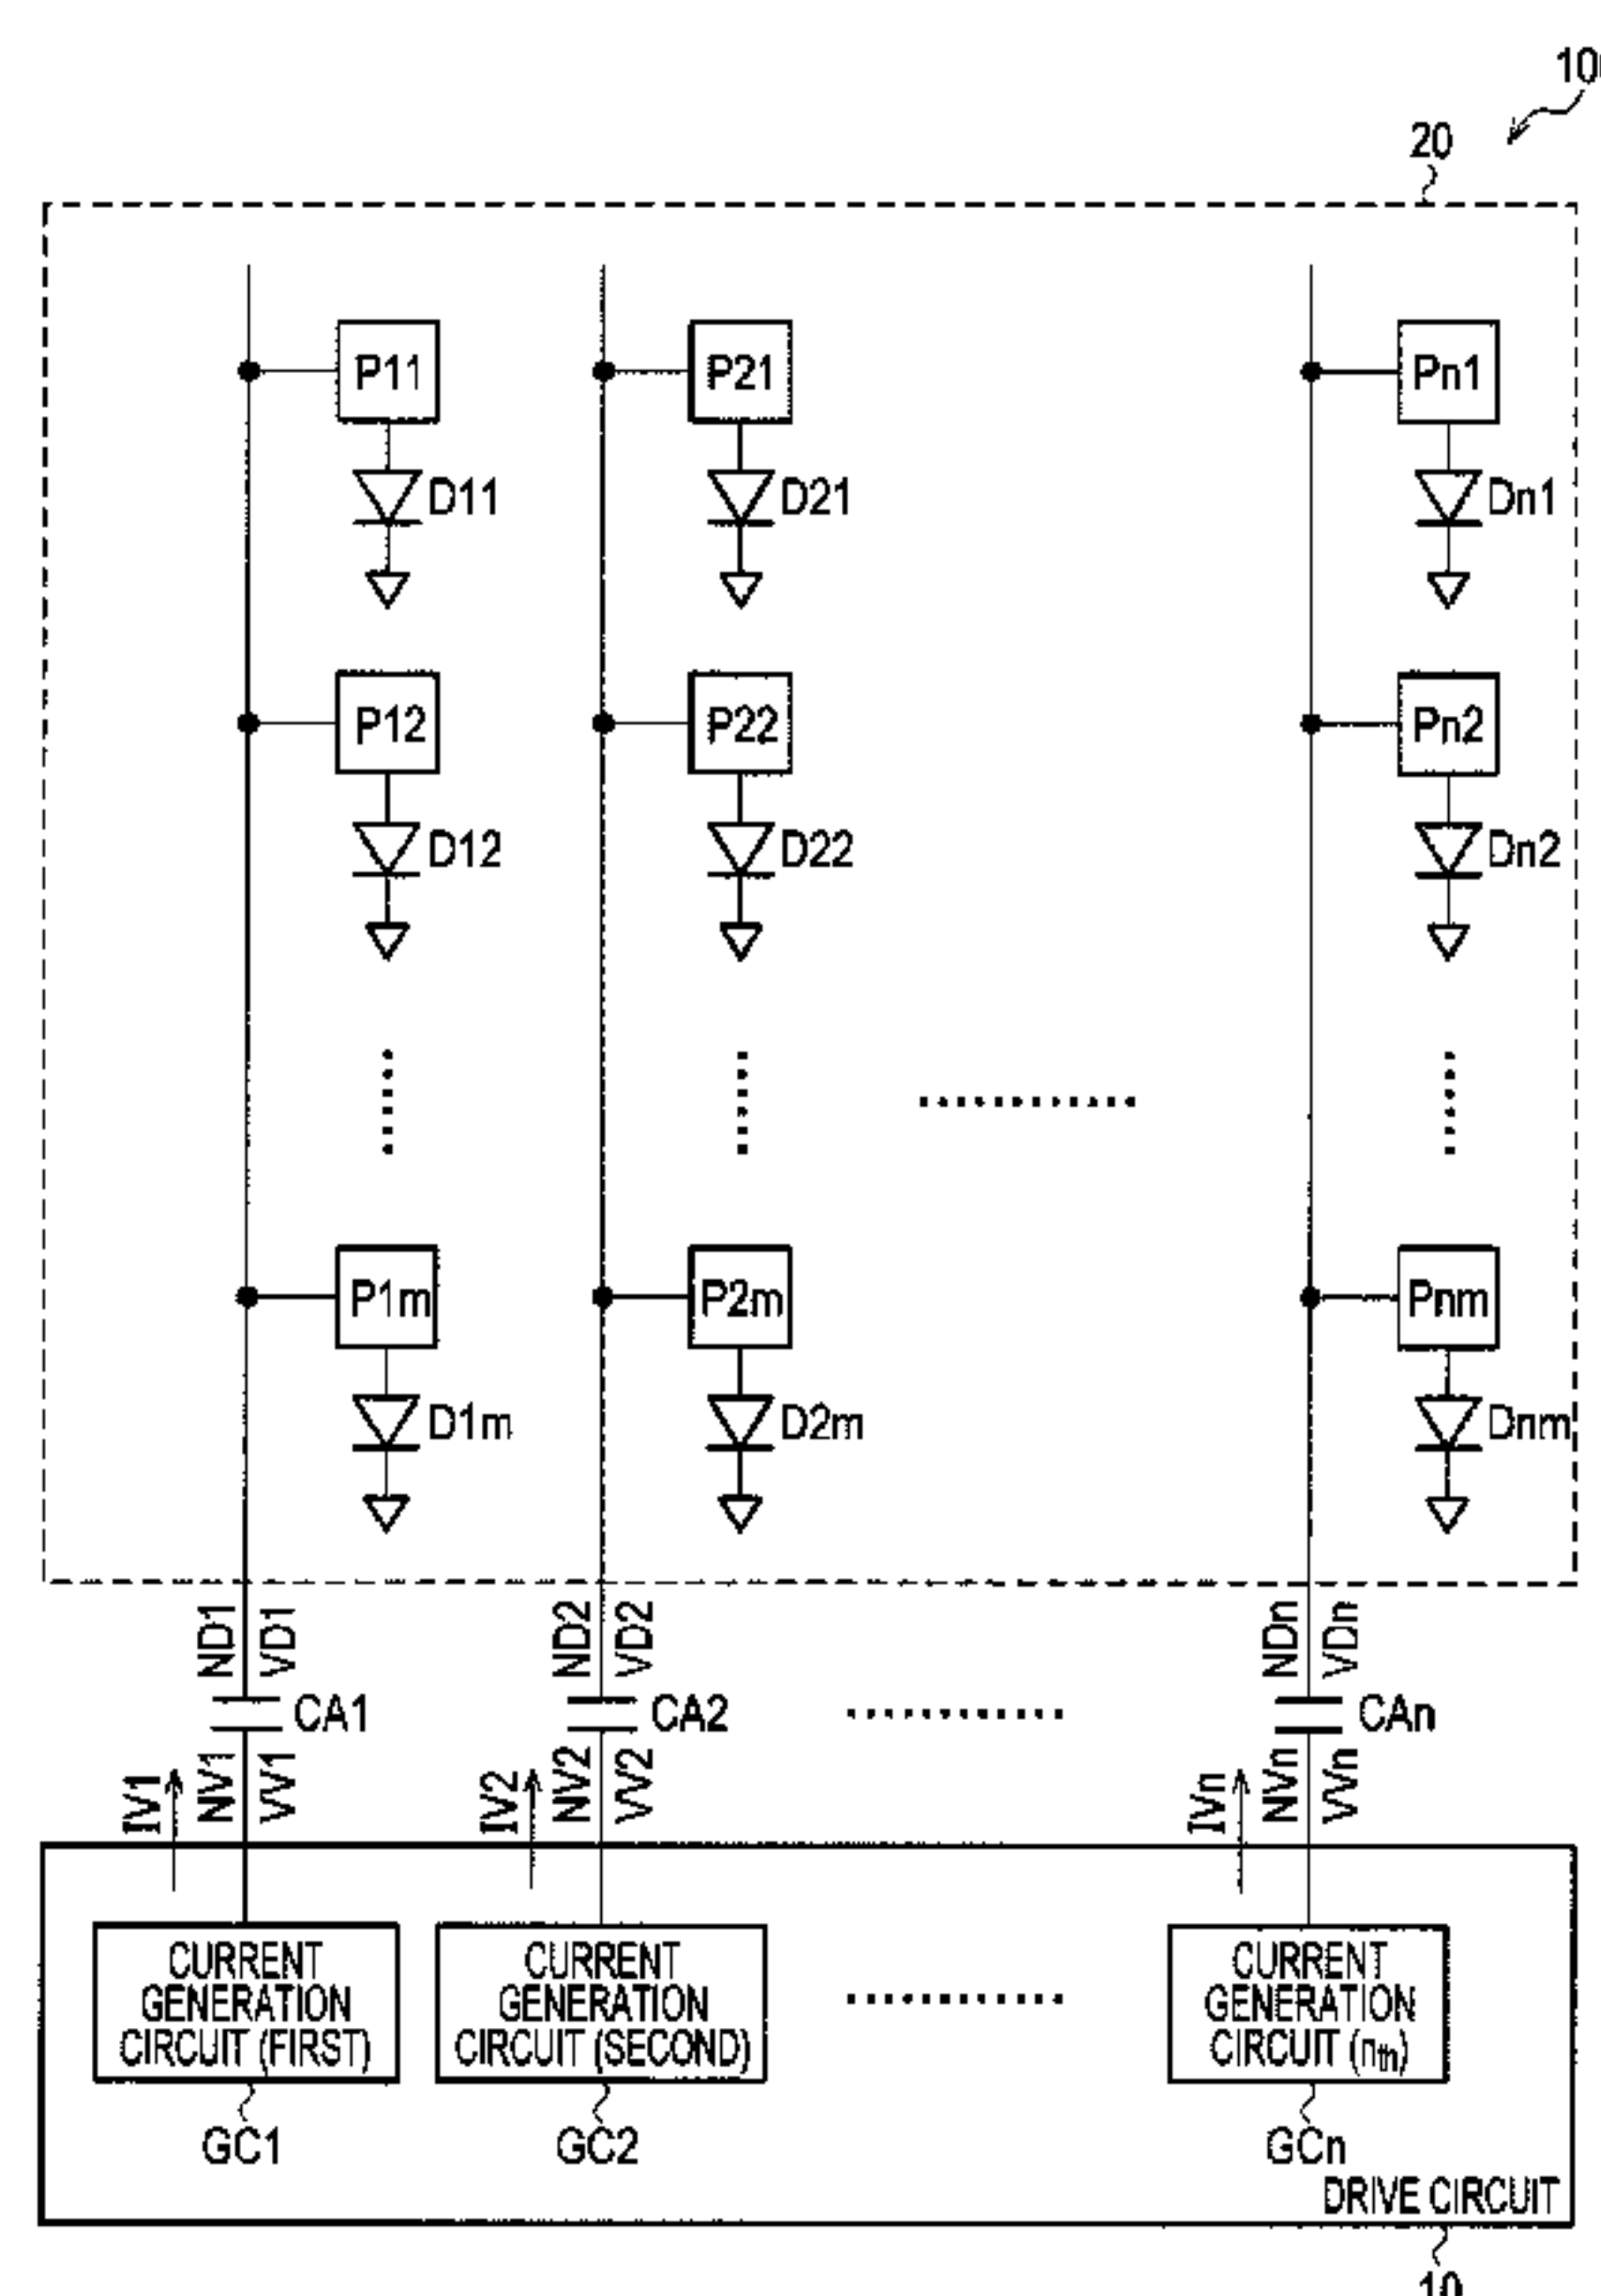 20
P11
P21
Pn1
D11
D21
Dn1
P12
P22
Pn2
D12
D22
Dn2
P1m
P2m
Pnm
D1m
D2m
Dnm
ND1
VD1
ND2
VD2
NDn
VDn
CA1
CA2
CAn
IV1
NV1
VV1
IV2
NV2
VV2
IVn
NVn
VVn
CURRENT
GENERATION
CIRCUIT (FIRST)
CURRENT
GENERATION
CIRCUIT (SECOND)
CURRENT
GENERATION
CIRCUIT (nth)
GC1
GC2
GCn
DRIVE CIRCUIT
10